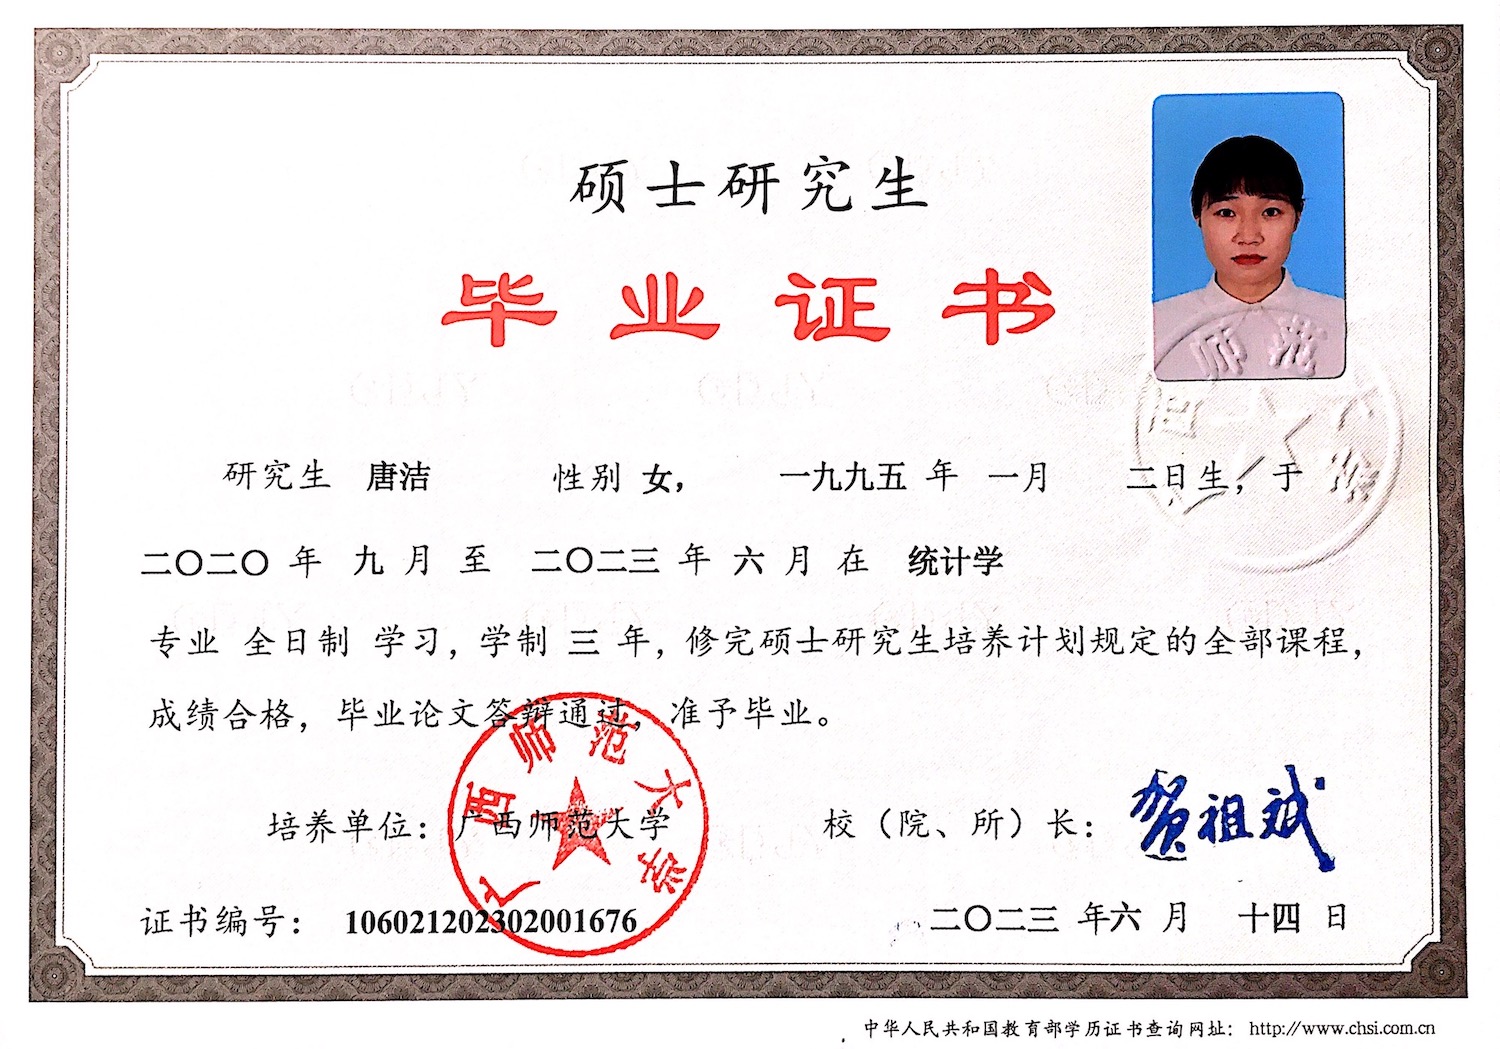 硕士研究生
毕业证书
研究生 唐洁 性别 女， 一九九五 年 一月 二日生，于
二〇二〇 年 九 月 至 二〇二三 年 六 月 在 统计学
专业 全日制 学习，学制 三 年，修完硕士研究生培养计划规定的全部课程，
成绩合格，毕业论文答辩通过，准予毕业。
培养单位：广西师范大学
校（院、所）长：贺祖斌
广西师范大学
证书编号：106021202302001676
二〇二三 年六 月 十四 日
中华人民共和国教育部学历证书查询网址：http://www.chsi.com.cn